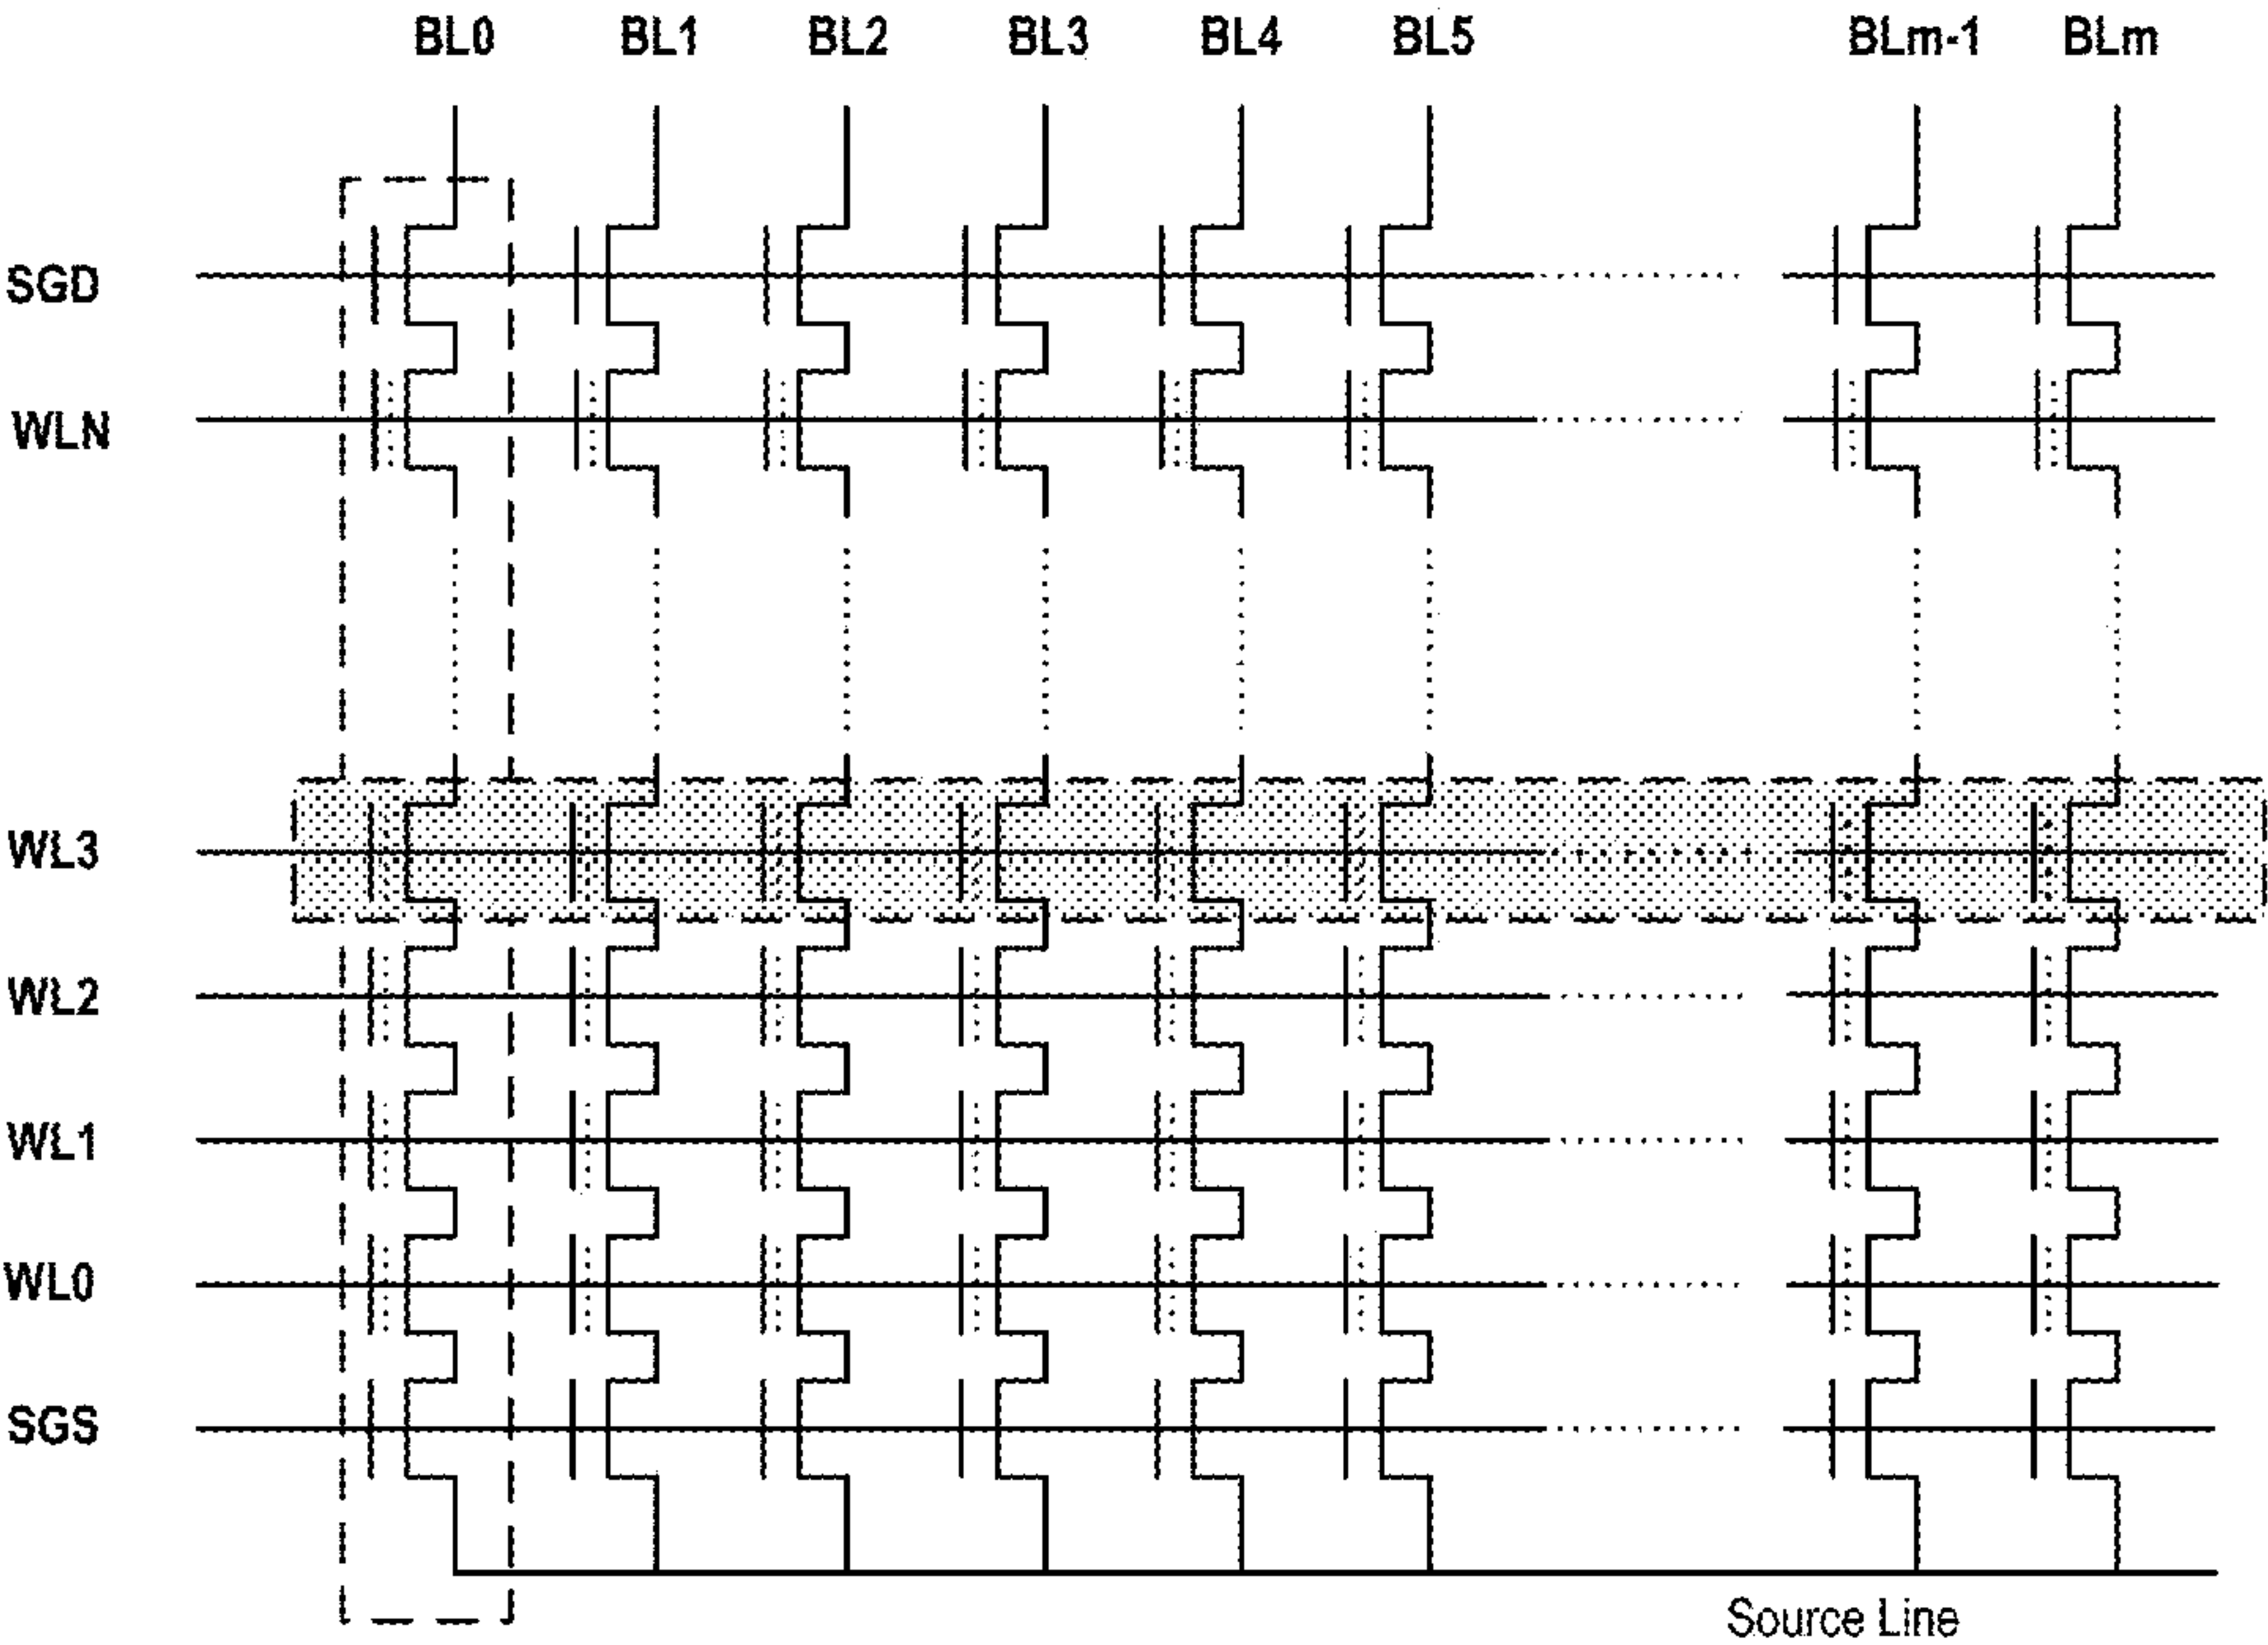 BL0 BL1 BL2 BL3 BL4 BL5 BLm-1 BLm
SGD
WLN
WL3
WL2
WL1
WL0
SGS
Source Line